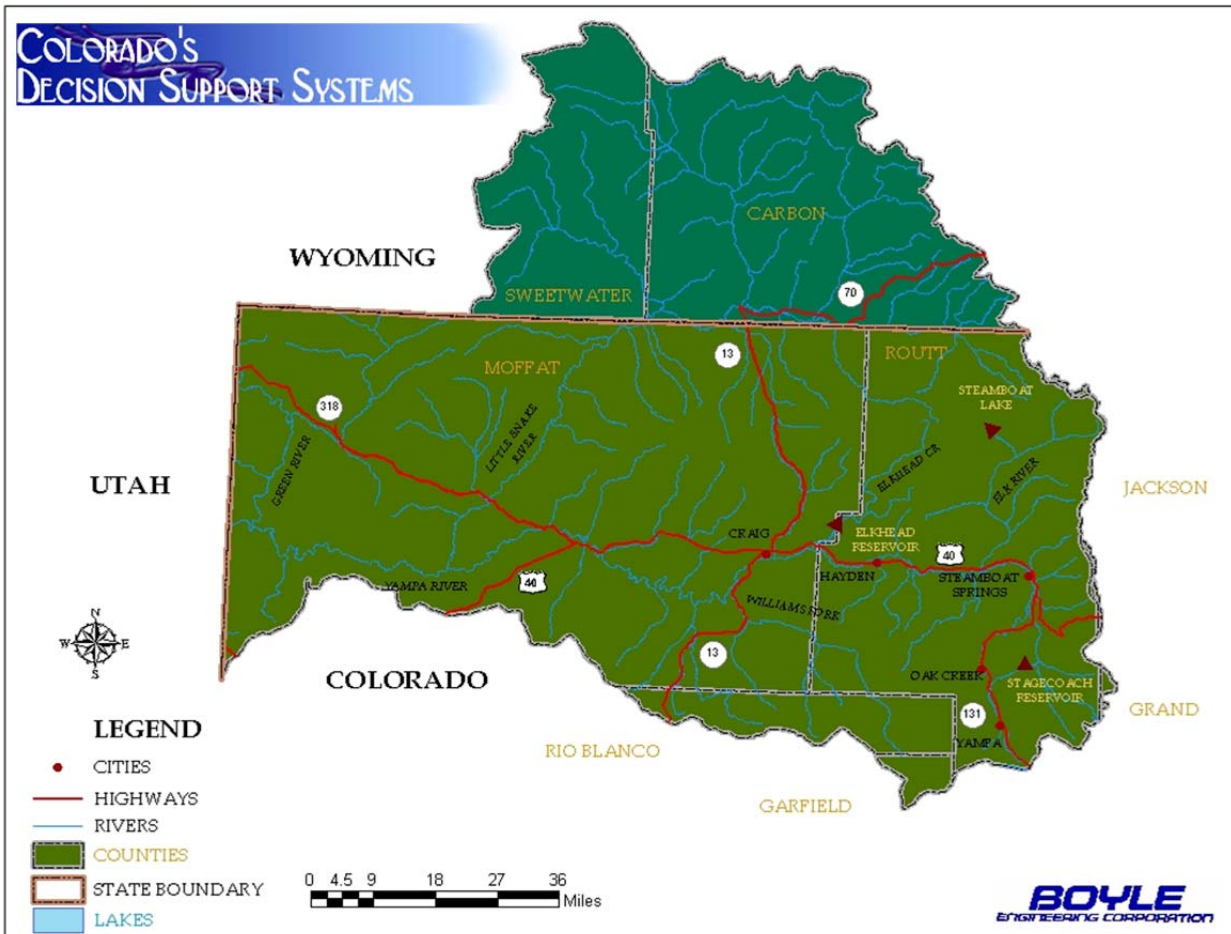 COLORADO'S
DECISION SUPPORT SYSTEMS
CARBON
WYOMING
SWEETWATER
70
MOFFAT
13
ROUTT
STEAMBOAT
LAKE
318
LITTLE SNAKE
RIVER
GREEN RIVER
ELKHEAD CR
ELK RIVER
UTAH
JACKSON
CRAIG
ELKHEAD
RESERVOIR
40
HAYDEN
STEAMBOAT
SPRINGS
YAMPA RIVER
40
WILLIAMS FORK
N
W E
S
COLORADO
13
OAK CREEK
STAGECOACH
RESERVOIR
131
GRAND
YAMPA
RIO BLANCO
GARFIELD
LEGEND
CITIES
HIGHWAYS
RIVERS
COUNTIES
STATE BOUNDARY
LAKES
0 4.5 9 18 27 36
Miles
BOYLE
ENGINEERING CORPORATION